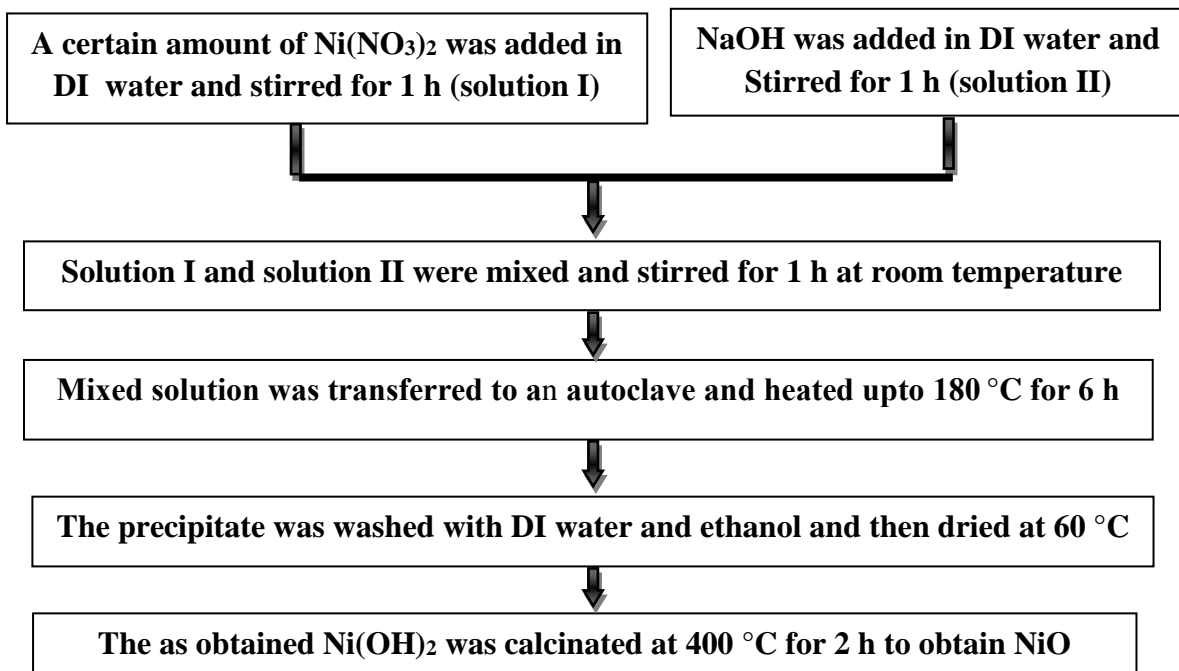 A certain amount of Ni(NO₃)₂ was added in
DI water and stirred for 1 h (solution I)
NaOH was added in DI water and
Stirred for 1 h (solution II)
Solution I and solution II were mixed and stirred for 1 h at room temperature
Mixed solution was transferred to an autoclave and heated upto 180 °C for 6 h
The precipitate was washed with DI water and ethanol and then dried at 60 °C
The as obtained Ni(OH)₂ was calcinated at 400 °C for 2 h to obtain NiO